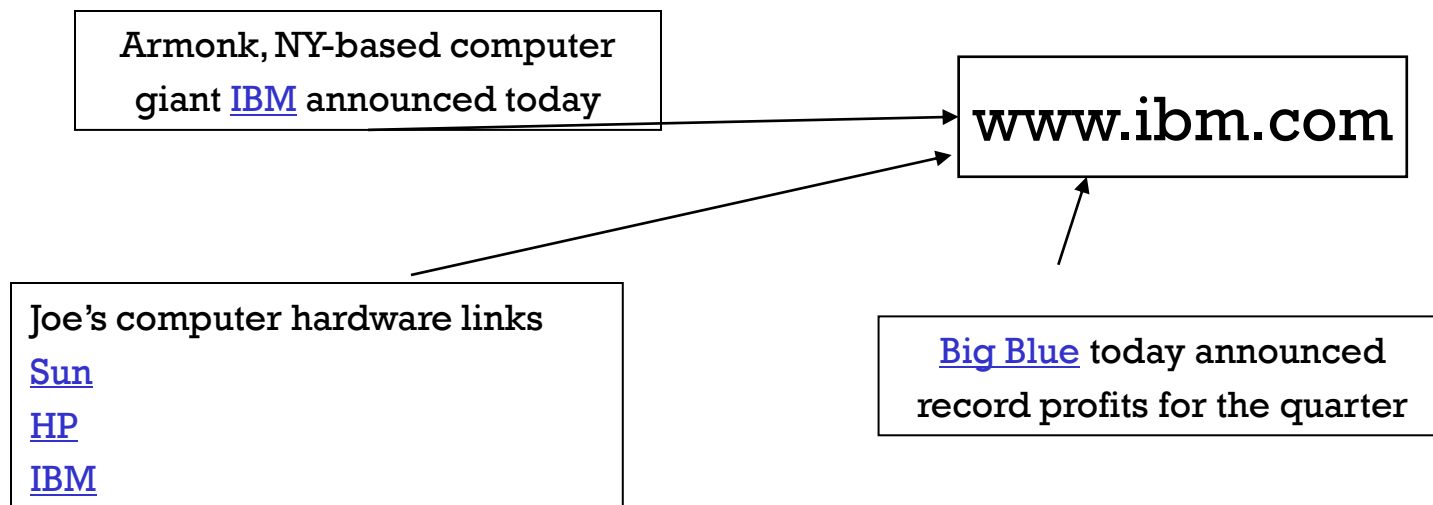 Armonk, NY-based computer
giant IBM announced today
www.ibm.com
Joe’s computer hardware links
Sun
HP
IBM
Big Blue today announced
record profits for the quarter